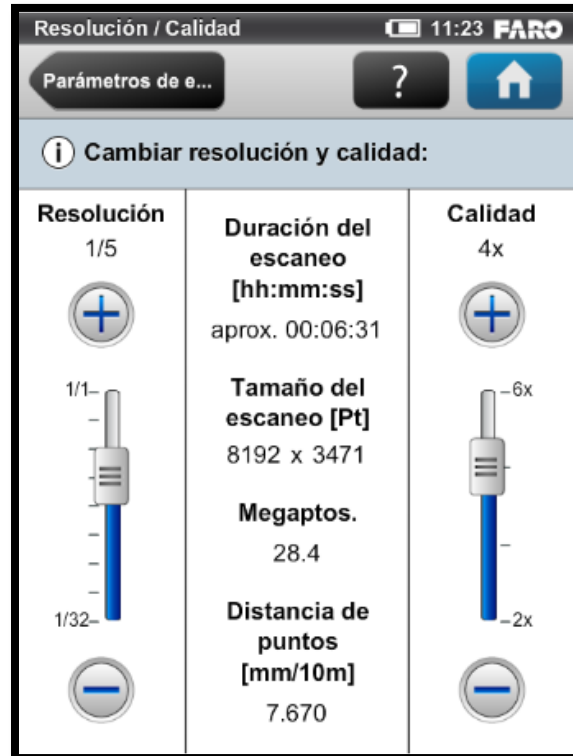 Resolución / Calidad 11:23 FARO
Parámetros de e... ?
i Cambiar resolución y calidad:
Resolución
1/5
1/1
1/32
Duración del
escaneo
[hh:mm:ss]
aprox. 00:06:31
Tamaño del
escaneo [Pt]
8192 x 3471
Megaptos.
28.4
Distancia de
puntos
[mm/10m]
7.670
Calidad
4x
6x
2x